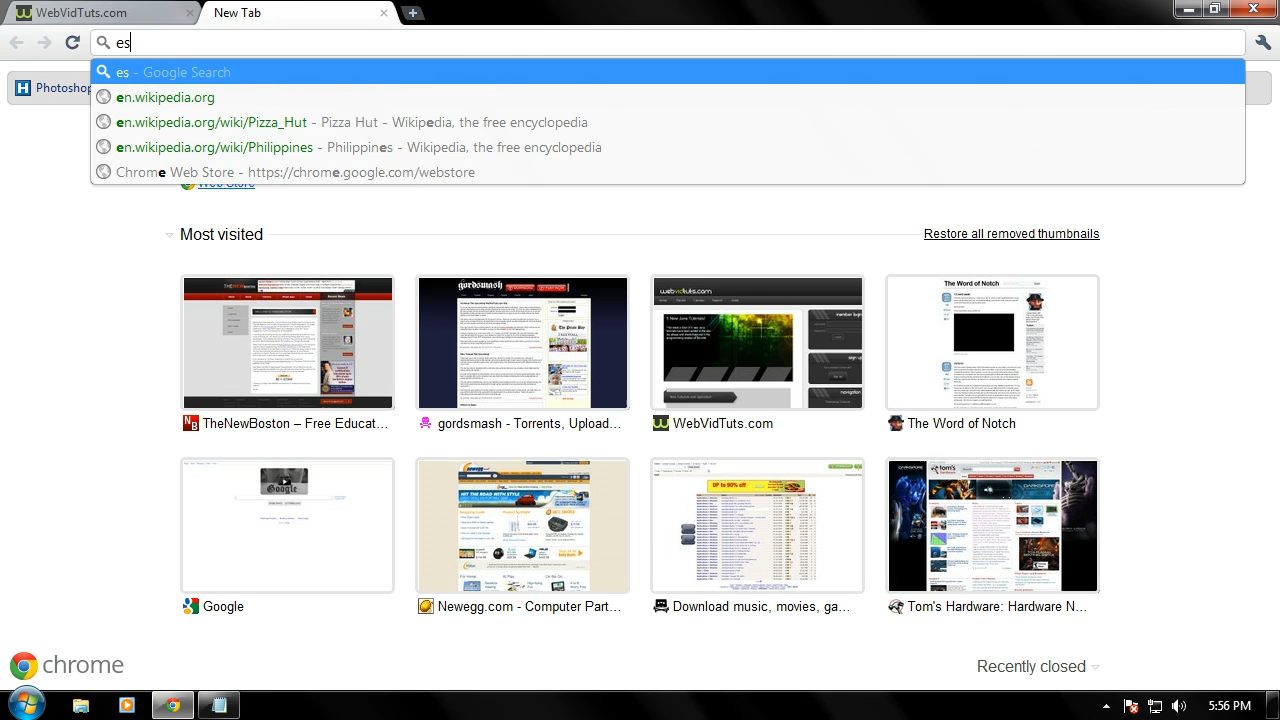 WebVidTuts.com
New Tab
es
es - Google Search
en.wikipedia.org
en.wikipedia.org/wiki/Pizza_Hut - Pizza Hut - Wikipedia, the free encyclopedia
en.wikipedia.org/wiki/Philippines - Philippines - Wikipedia, the free encyclopedia
Chrome Web Store - https://chrome.google.com/webstore
Photoshop
Web Store
Most visited
Restore all removed thumbnails
TheNewBoston – Free Educat...
gordsmash - Torrents, Upload...
WebVidTuts.com
The Word of Notch
Google
Newegg.com - Computer Part...
Download music, movies, ga...
Tom's Hardware: Hardware N...
chrome
Recently closed
5:56 PM